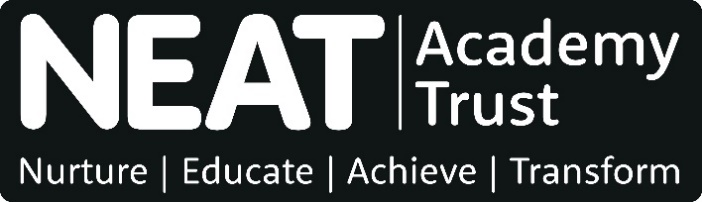 NEAT | Academy
Trust
Nurture | Educate | Achieve | Transform